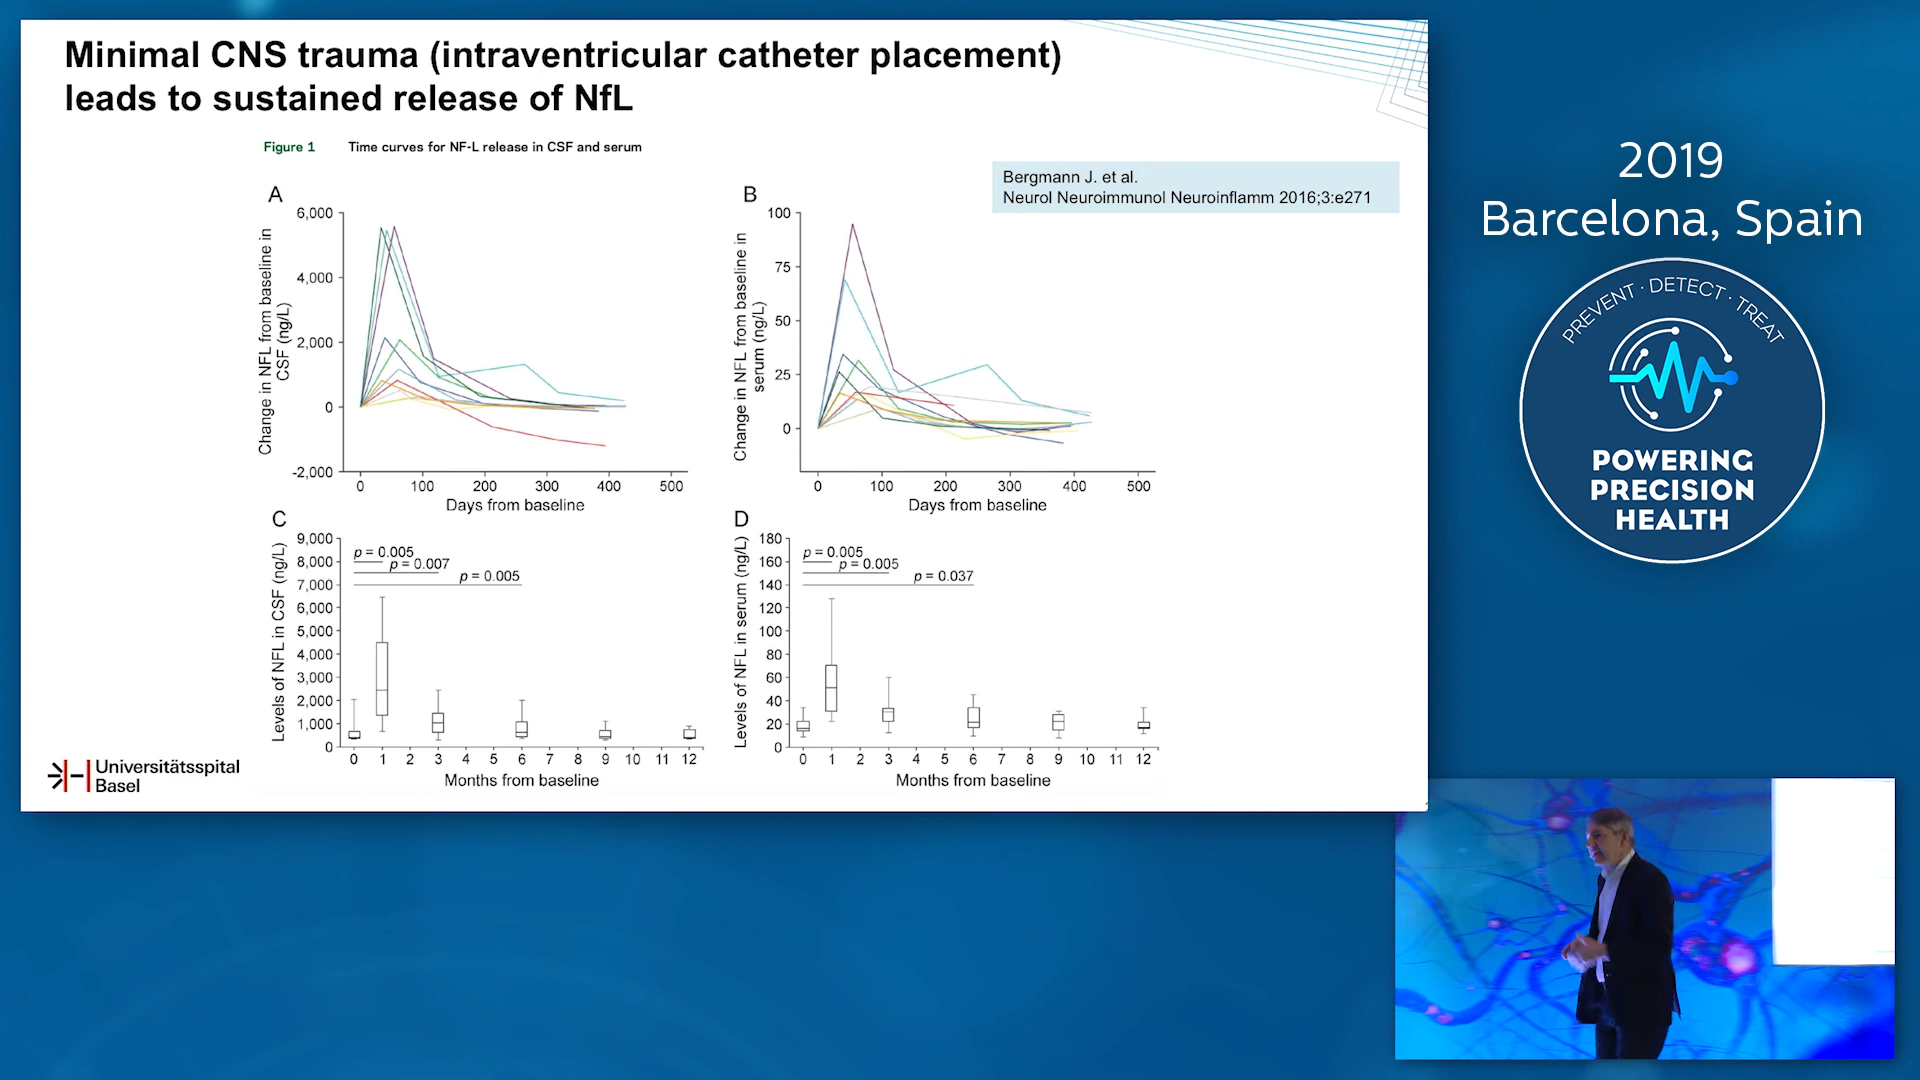 Minimal CNS trauma (intraventricular catheter placement)
leads to sustained release of NfL
Figure 1 Time curves for NF-L release in CSF and serum
Bergmann J. et al.
Neurol Neuroimmunol Neuroinflamm 2016;3:e271
A
Change in NFL from baseline in
CSF (ng/L)
6,000
4,000
2,000
0
-2,000
0 100 200 300 400 500
Days from baseline
B
Change in NFL from baseline in
serum (ng/L)
100
75
50
25
0
0 100 200 300 400 500
Days from baseline
C
Levels of NFL in CSF (ng/L)
9,000
8,000
7,000
6,000
5,000
4,000
3,000
2,000
1,000
0
p = 0.005
p = 0.007
p = 0.005
0 1 2 3 4 5 6 7 8 9 10 11 12
Months from baseline
D
Levels of NFL in serum (ng/L)
180
160
140
120
100
80
60
40
20
0
p = 0.005
p = 0.005
p = 0.037
0 1 2 3 4 5 6 7 8 9 10 11 12
Months from baseline
Universitätsspital
Basel
2019
Barcelona, Spain
PREVENT · DETECT · TREAT
POWERING
PRECISION
HEALTH